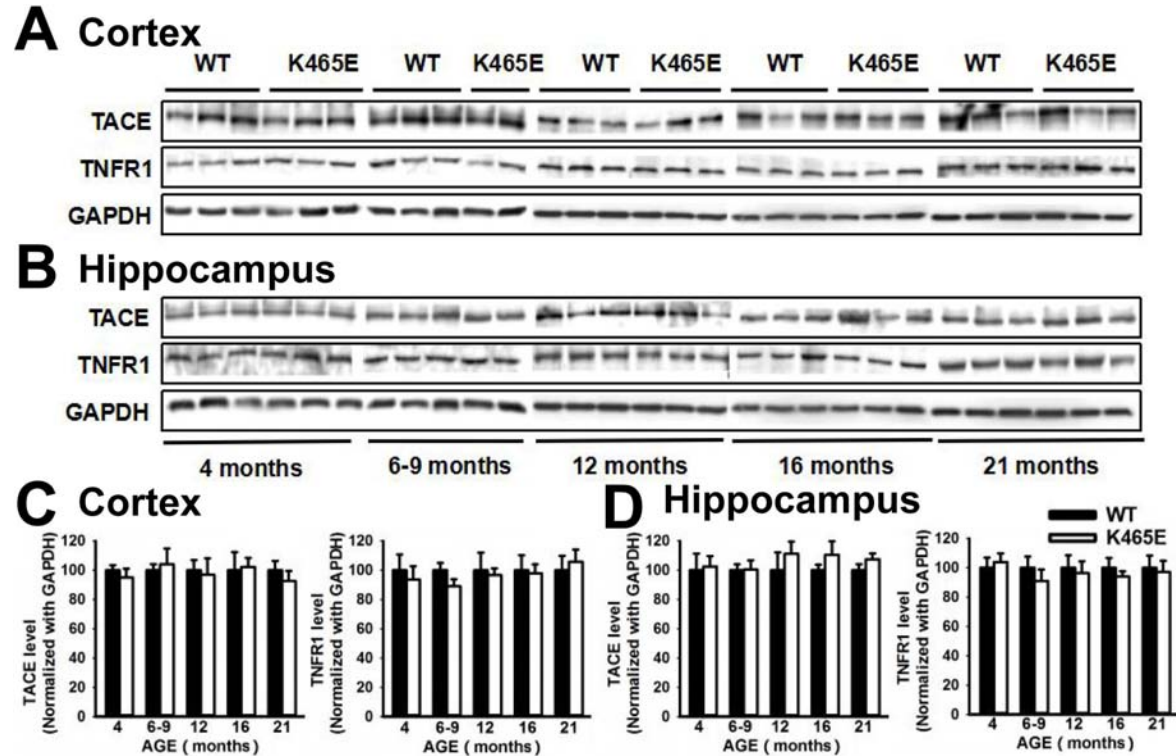 A Cortex
WT K465E WT K465E WT K465E WT K465E WT K465E
TACE
TNFR1
GAPDH
B Hippocampus
TACE
TNFR1
GAPDH
4 months 6-9 months 12 months 16 months 21 months
C Cortex
TACE level
(Normalized with GAPDH)
120
100
80
60
40
20
0
4 6-9 12 16 21
AGE ( months)
TNFR1 level
(Normalized with GAPDH)
120
100
80
60
40
20
0
4 6-9 12 16 21
AGE ( months)
D Hippocampus
WT
K465E
TACE level
(Normalized with GAPDH)
120
100
80
60
40
20
0
4 6-9 12 16 21
AGE ( months)
TNFR1 level
(Normalized with GAPDH)
120
100
80
60
40
20
0
4 6-9 12 16 21
AGE ( months)